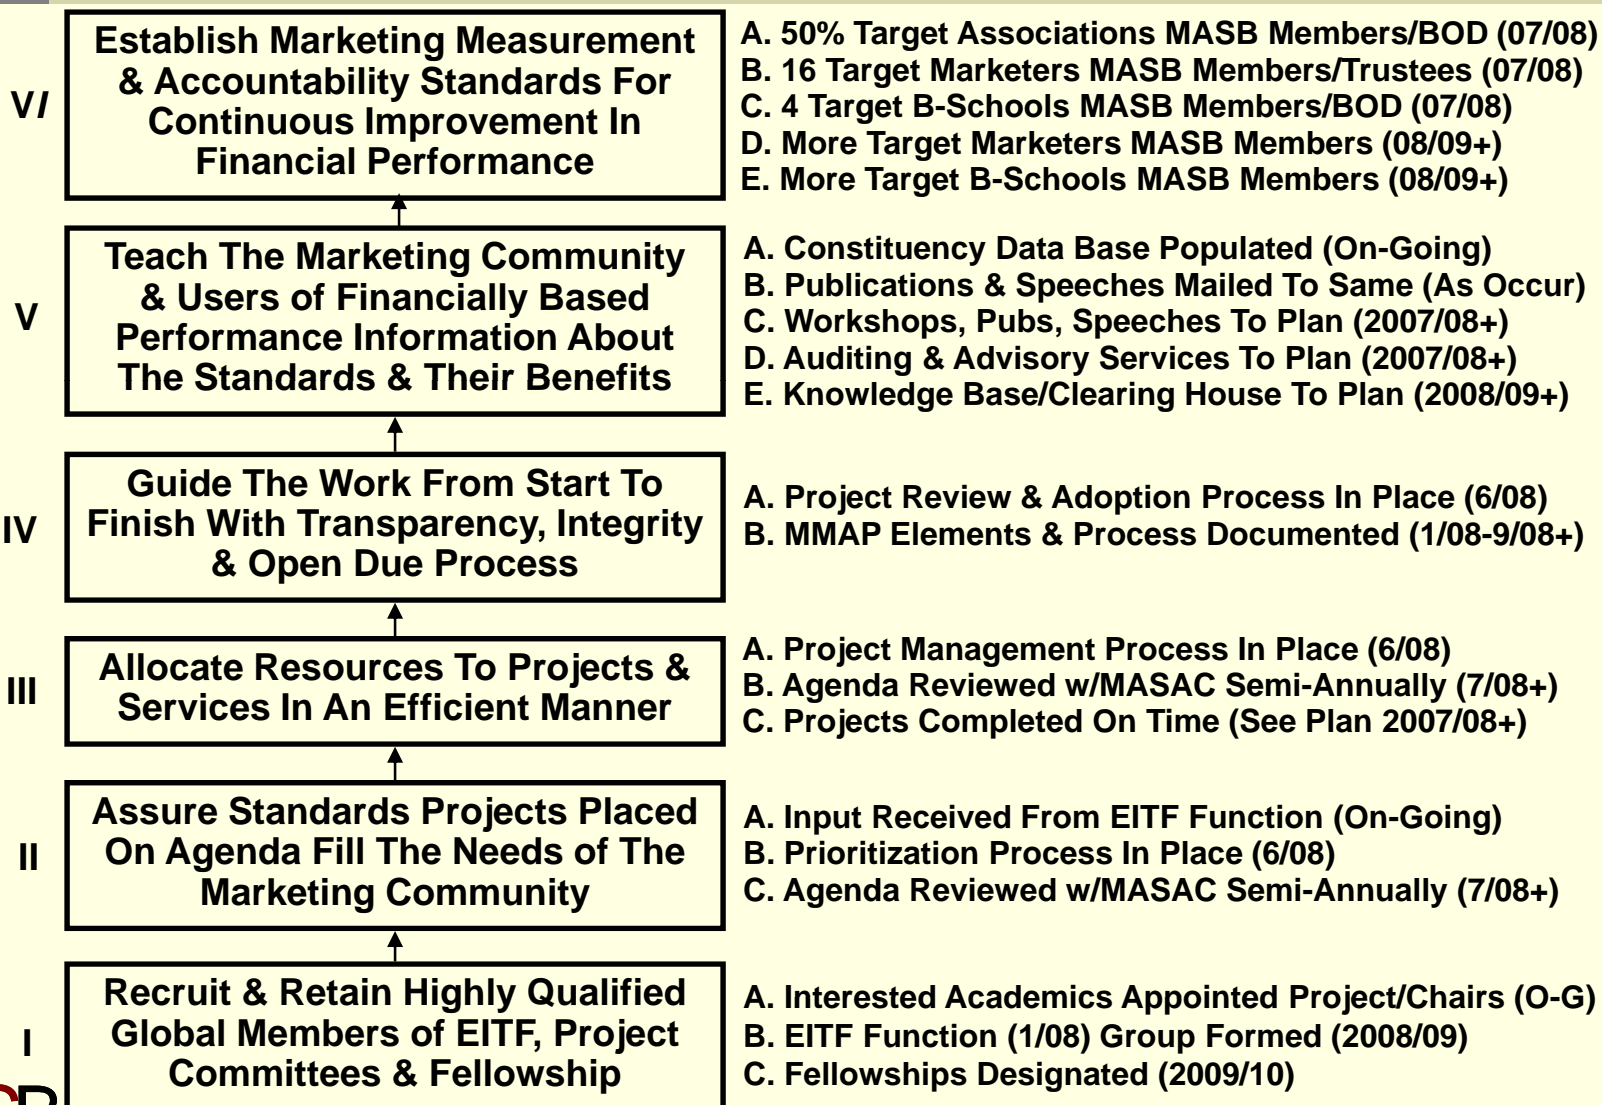 VI
Establish Marketing Measurement
& Accountability Standards For
Continuous Improvement In
Financial Performance
A. 50% Target Associations MASB Members/BOD (07/08)
B. 16 Target Marketers MASB Members/Trustees (07/08)
C. 4 Target B-Schools MASB Members/BOD (07/08)
D. More Target Marketers MASB Members (08/09+)
E. More Target B-Schools MASB Members (08/09+)
V
Teach The Marketing Community
& Users of Financially Based
Performance Information About
The Standards & Their Benefits
A. Constituency Data Base Populated (On-Going)
B. Publications & Speeches Mailed To Same (As Occur)
C. Workshops, Pubs, Speeches To Plan (2007/08+)
D. Auditing & Advisory Services To Plan (2007/08+)
E. Knowledge Base/Clearing House To Plan (2008/09+)
IV
Guide The Work From Start To
Finish With Transparency, Integrity
& Open Due Process
A. Project Review & Adoption Process In Place (6/08)
B. MMAP Elements & Process Documented (1/08-9/08+)
III
Allocate Resources To Projects &
Services In An Efficient Manner
A. Project Management Process In Place (6/08)
B. Agenda Reviewed w/MASAC Semi-Annually (7/08+)
C. Projects Completed On Time (See Plan 2007/08+)
II
Assure Standards Projects Placed
On Agenda Fill The Needs of The
Marketing Community
A. Input Received From EITF Function (On-Going)
B. Prioritization Process In Place (6/08)
C. Agenda Reviewed w/MASAC Semi-Annually (7/08+)
I
Recruit & Retain Highly Qualified
Global Members of EITF, Project
Committees & Fellowship
A. Interested Academics Appointed Project/Chairs (O-G)
B. EITF Function (1/08) Group Formed (2008/09)
C. Fellowships Designated (2009/10)